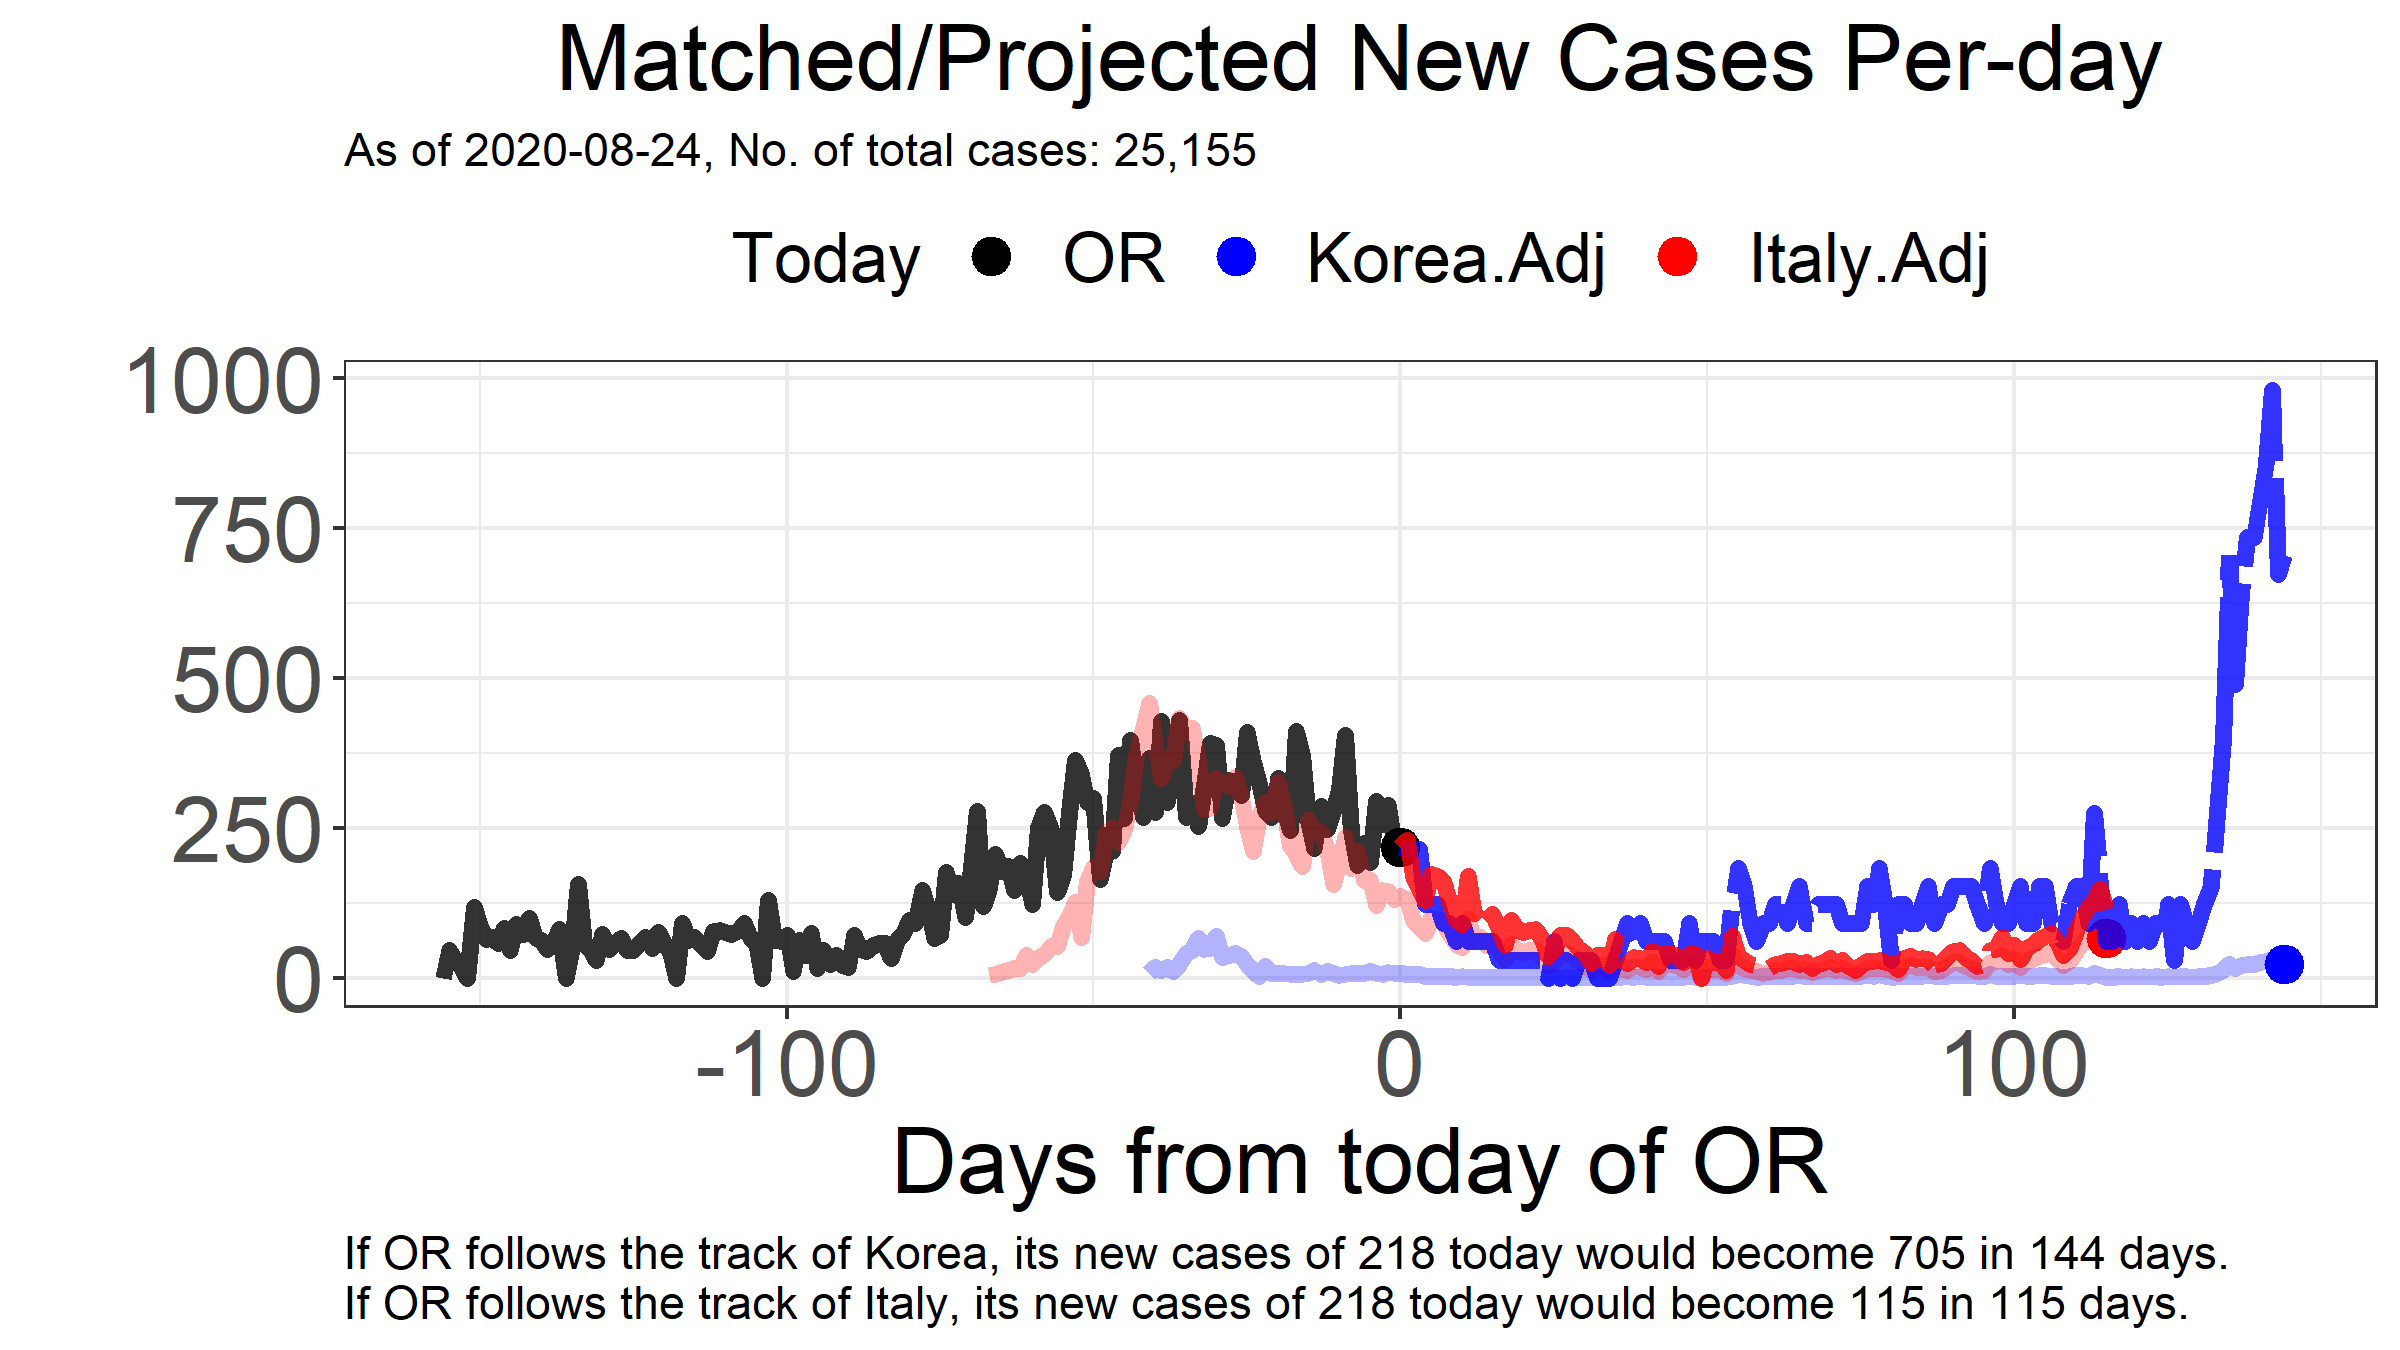 Matched/Projected New Cases Per-day
As of 2020-08-24, No. of total cases: 25,155
Today OR Korea.Adj Italy.Adj
1000
750
500
250
0
-100 0 100
Days from today of OR
If OR follows the track of Korea, its new cases of 218 today would become 705 in 144 days.
If OR follows the track of Italy, its new cases of 218 today would become 115 in 115 days.